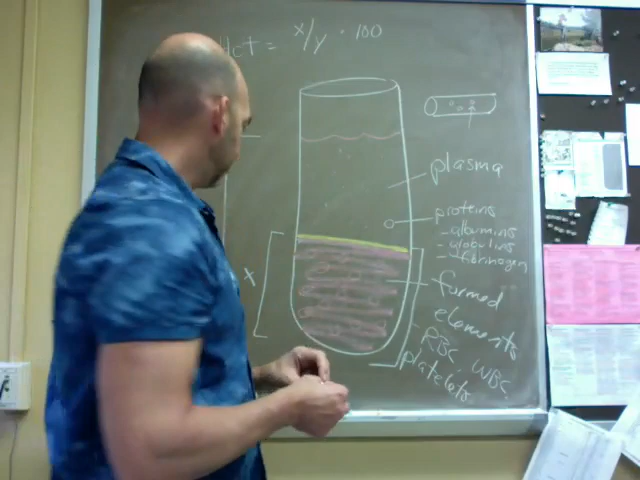 Hct = x/y · 100
plasma
proteins
- albumins
- globulins
- fibrinogen
x
formed
elements
RBC WBC
platelets